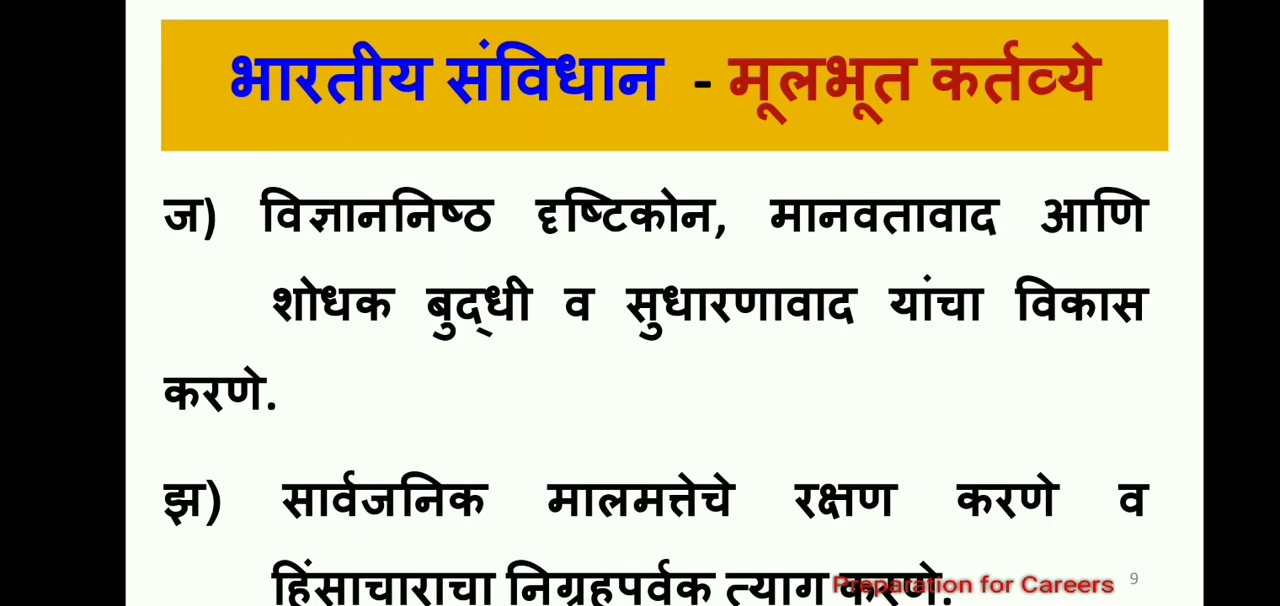 भारतीय संविधान - मूलभूत कर्तव्ये
ज) विज्ञाननिष्ठ दृष्टिकोन, मानवतावाद आणि
शोधक बुद्धी व सुधारणावाद यांचा विकास
करणे.
झ) सार्वजनिक मालमत्तेचे रक्षण करणे व
हिंसाचाराचा निग्रहपूर्वक त्याग करणे.
Preparation for Careers 9